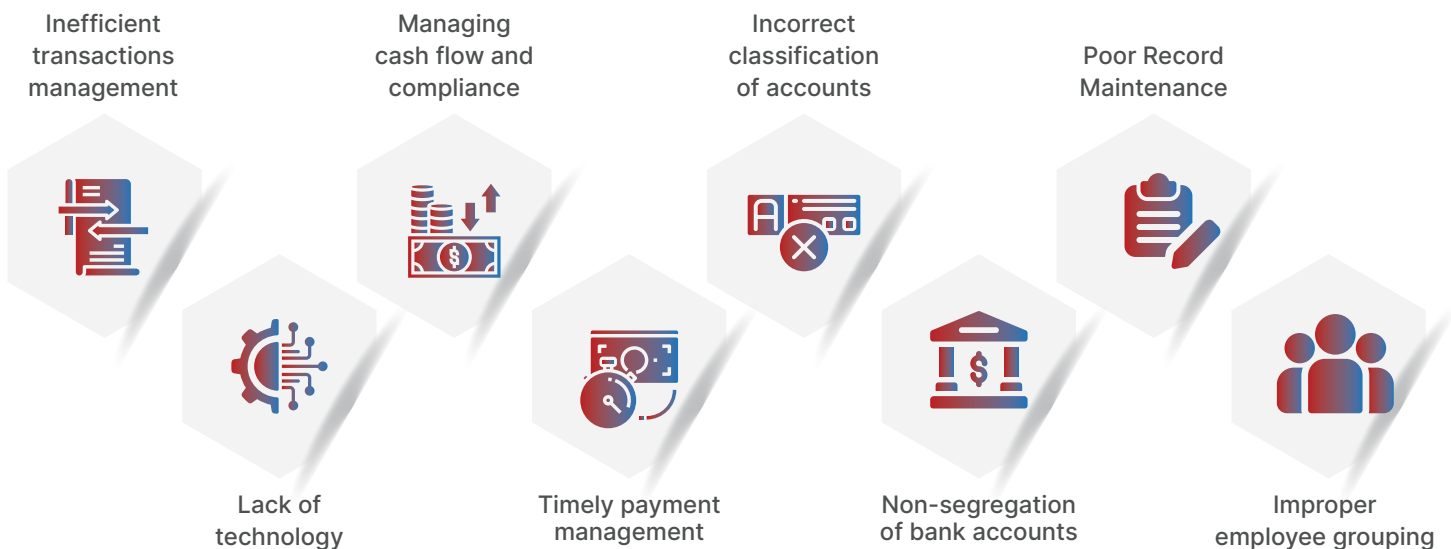 Inefficient
transactions
management
Managing
cash flow and
compliance
Incorrect
classification
of accounts
Poor Record
Maintenance
Lack of
technology
Timely payment
management
Non-segregation
of bank accounts
Improper
employee grouping